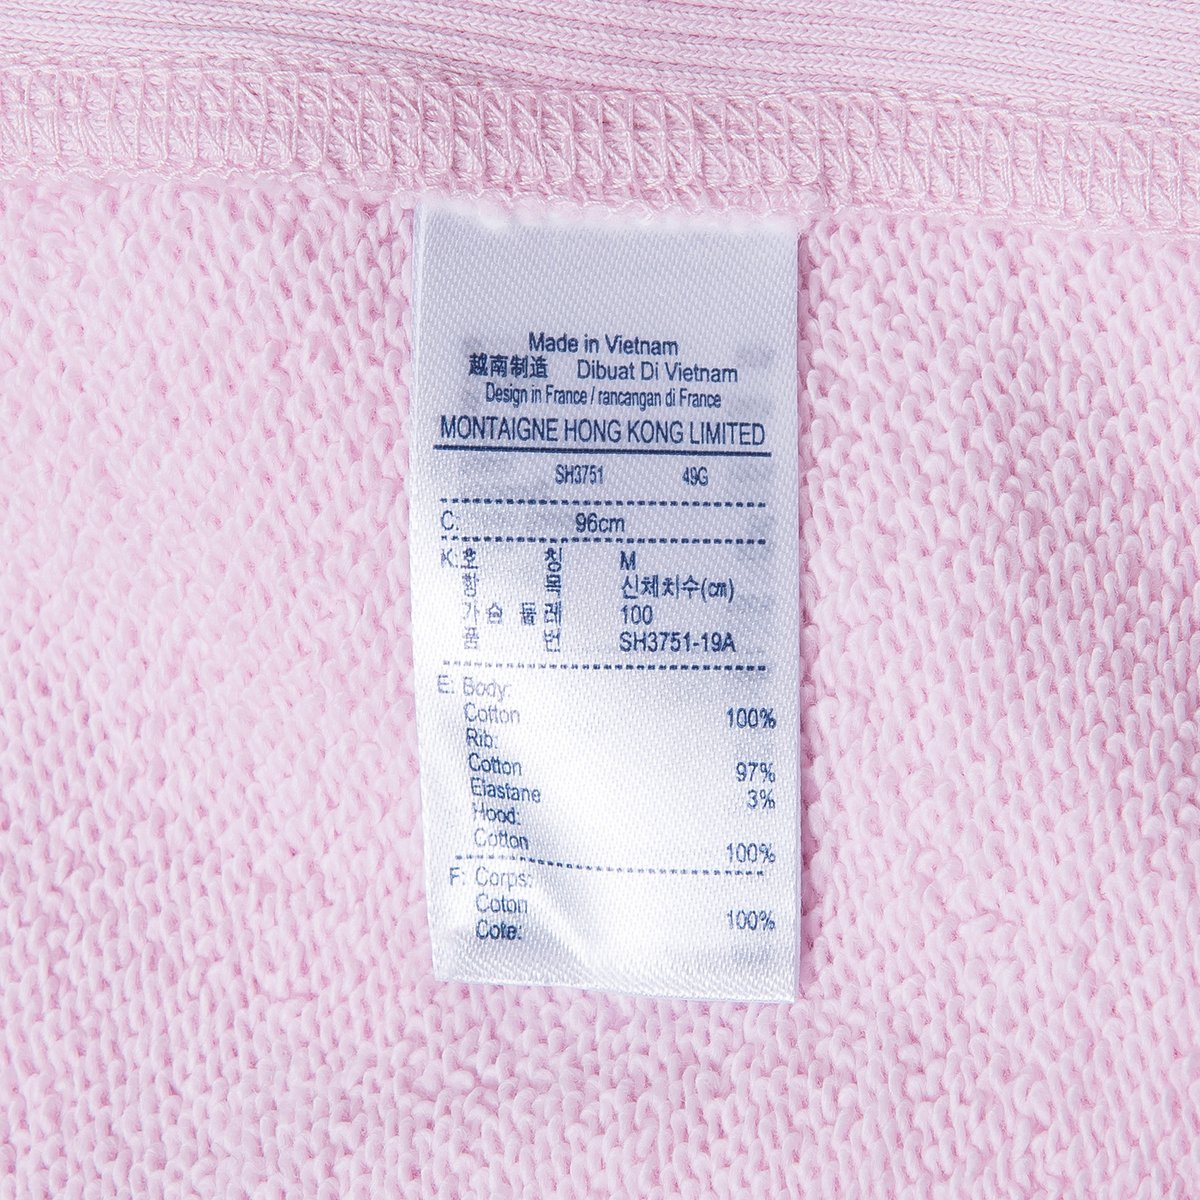 Made in Vietnam
越南制造 Dibuat Di Vietnam
Design in France / rancangan di France
MONTAIGNE HONG KONG LIMITED
SH3751 49G
C: 96cm
K: 호 칭 M
항 목 신체치수(㎝)
가슴둘레 100
품 번 SH3751-19A
E: Body:
Cotton 100%
Rib:
Cotton 97%
Elastane 3%
Hood:
Cotton 100%
F: Corps:
Coton 100%
Cote: